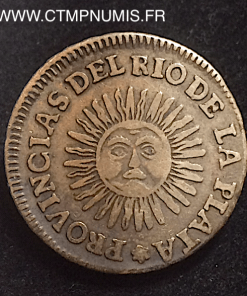 WWW.CTMPNUMIS.FR
PROVINCIAS DEL RIO DE LA PLATA